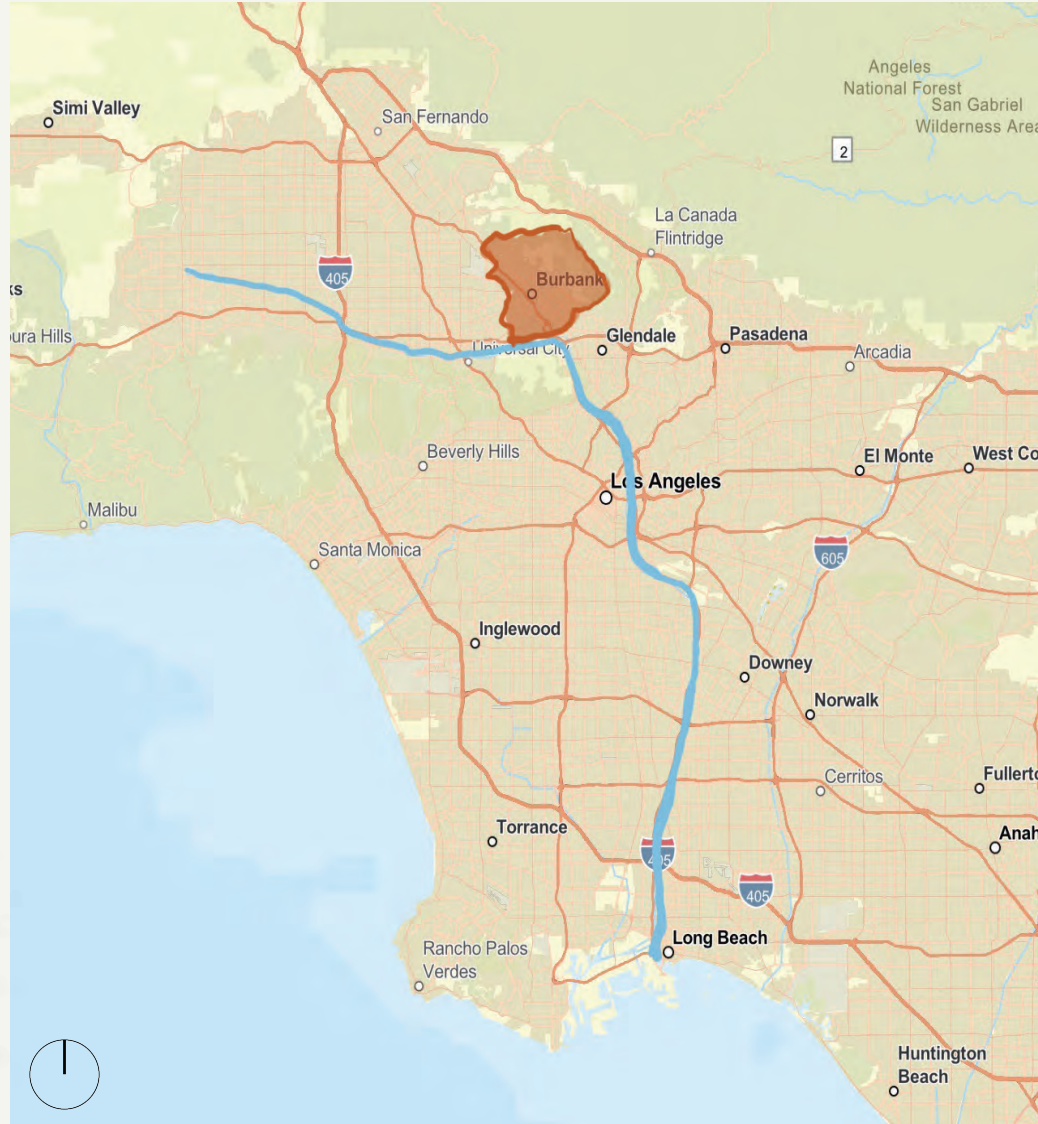 Angeles
National Forest
San Gabriel
Wilderness Area
Simi Valley
San Fernando
2
La Canada
Flintridge
405
Burbank
ks
oura Hills
Universal City
Glendale
Pasadena
Arcadia
Beverly Hills
El Monte
West Co
Los Angeles
Malibu
Santa Monica
605
Inglewood
Downey
Norwalk
Cerritos
Fullerto
Torrance
Anah
405
405
Long Beach
Rancho Palos
Verdes
Huntington
Beach